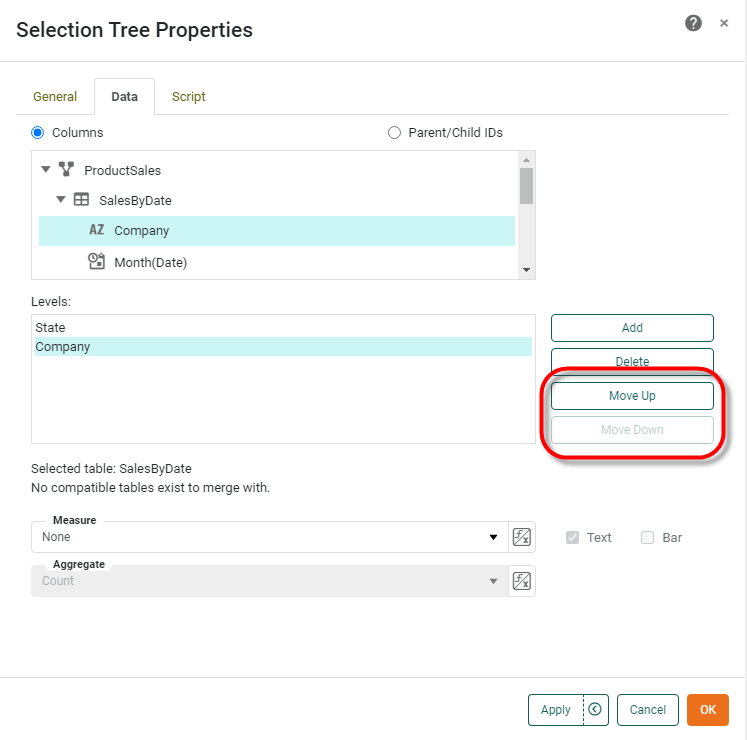 Selection Tree Properties
General
Data
Script
Columns
Parent/Child IDs
ProductSales
SalesByDate
AZ Company
Month(Date)
Levels:
State
Company
Add
Delete
Move Up
Move Down
Selected table: SalesByDate
No compatible tables exist to merge with.
Measure
None
Text
Bar
Aggregate
Count
Apply
Cancel
OK